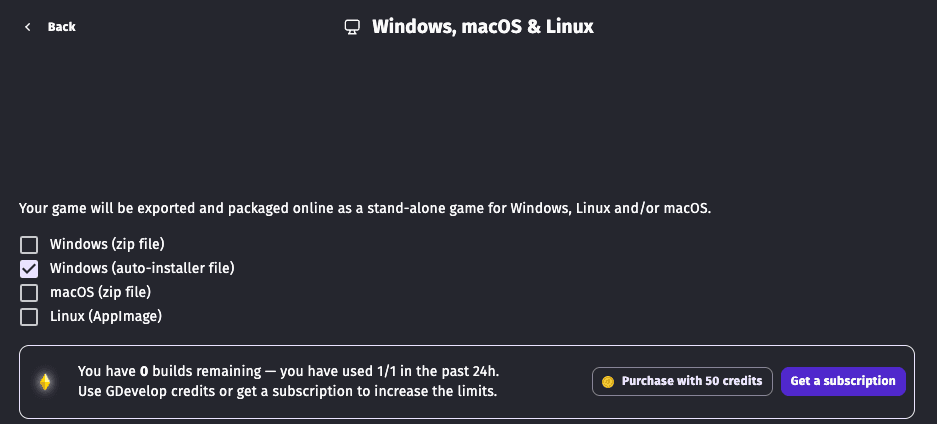 Back
Windows, macOS & Linux
Your game will be exported and packaged online as a stand-alone game for Windows, Linux and/or macOS.
Windows (zip file)
Windows (auto-installer file)
macOS (zip file)
Linux (AppImage)
You have 0 builds remaining — you have used 1/1 in the past 24h.
Use GDevelop credits or get a subscription to increase the limits.
Purchase with 50 credits
Get a subscription